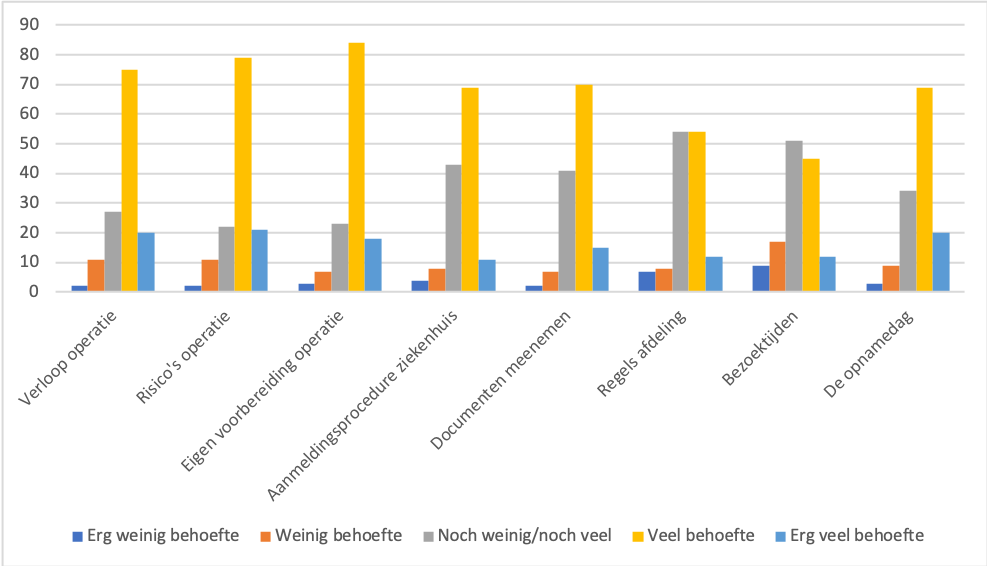 90
80
70
60
50
40
30
20
10
0
Verloop operatie
Risico's operatie
Eigen voorbereiding operatie
Aanmeldingsprocedure ziekenhuis
Documenten meenemen
Regels afdeling
Bezoektijden
De opnamedag
Erg weinig behoefte Weinig behoefte Noch weinig/noch veel Veel behoefte Erg veel behoefte